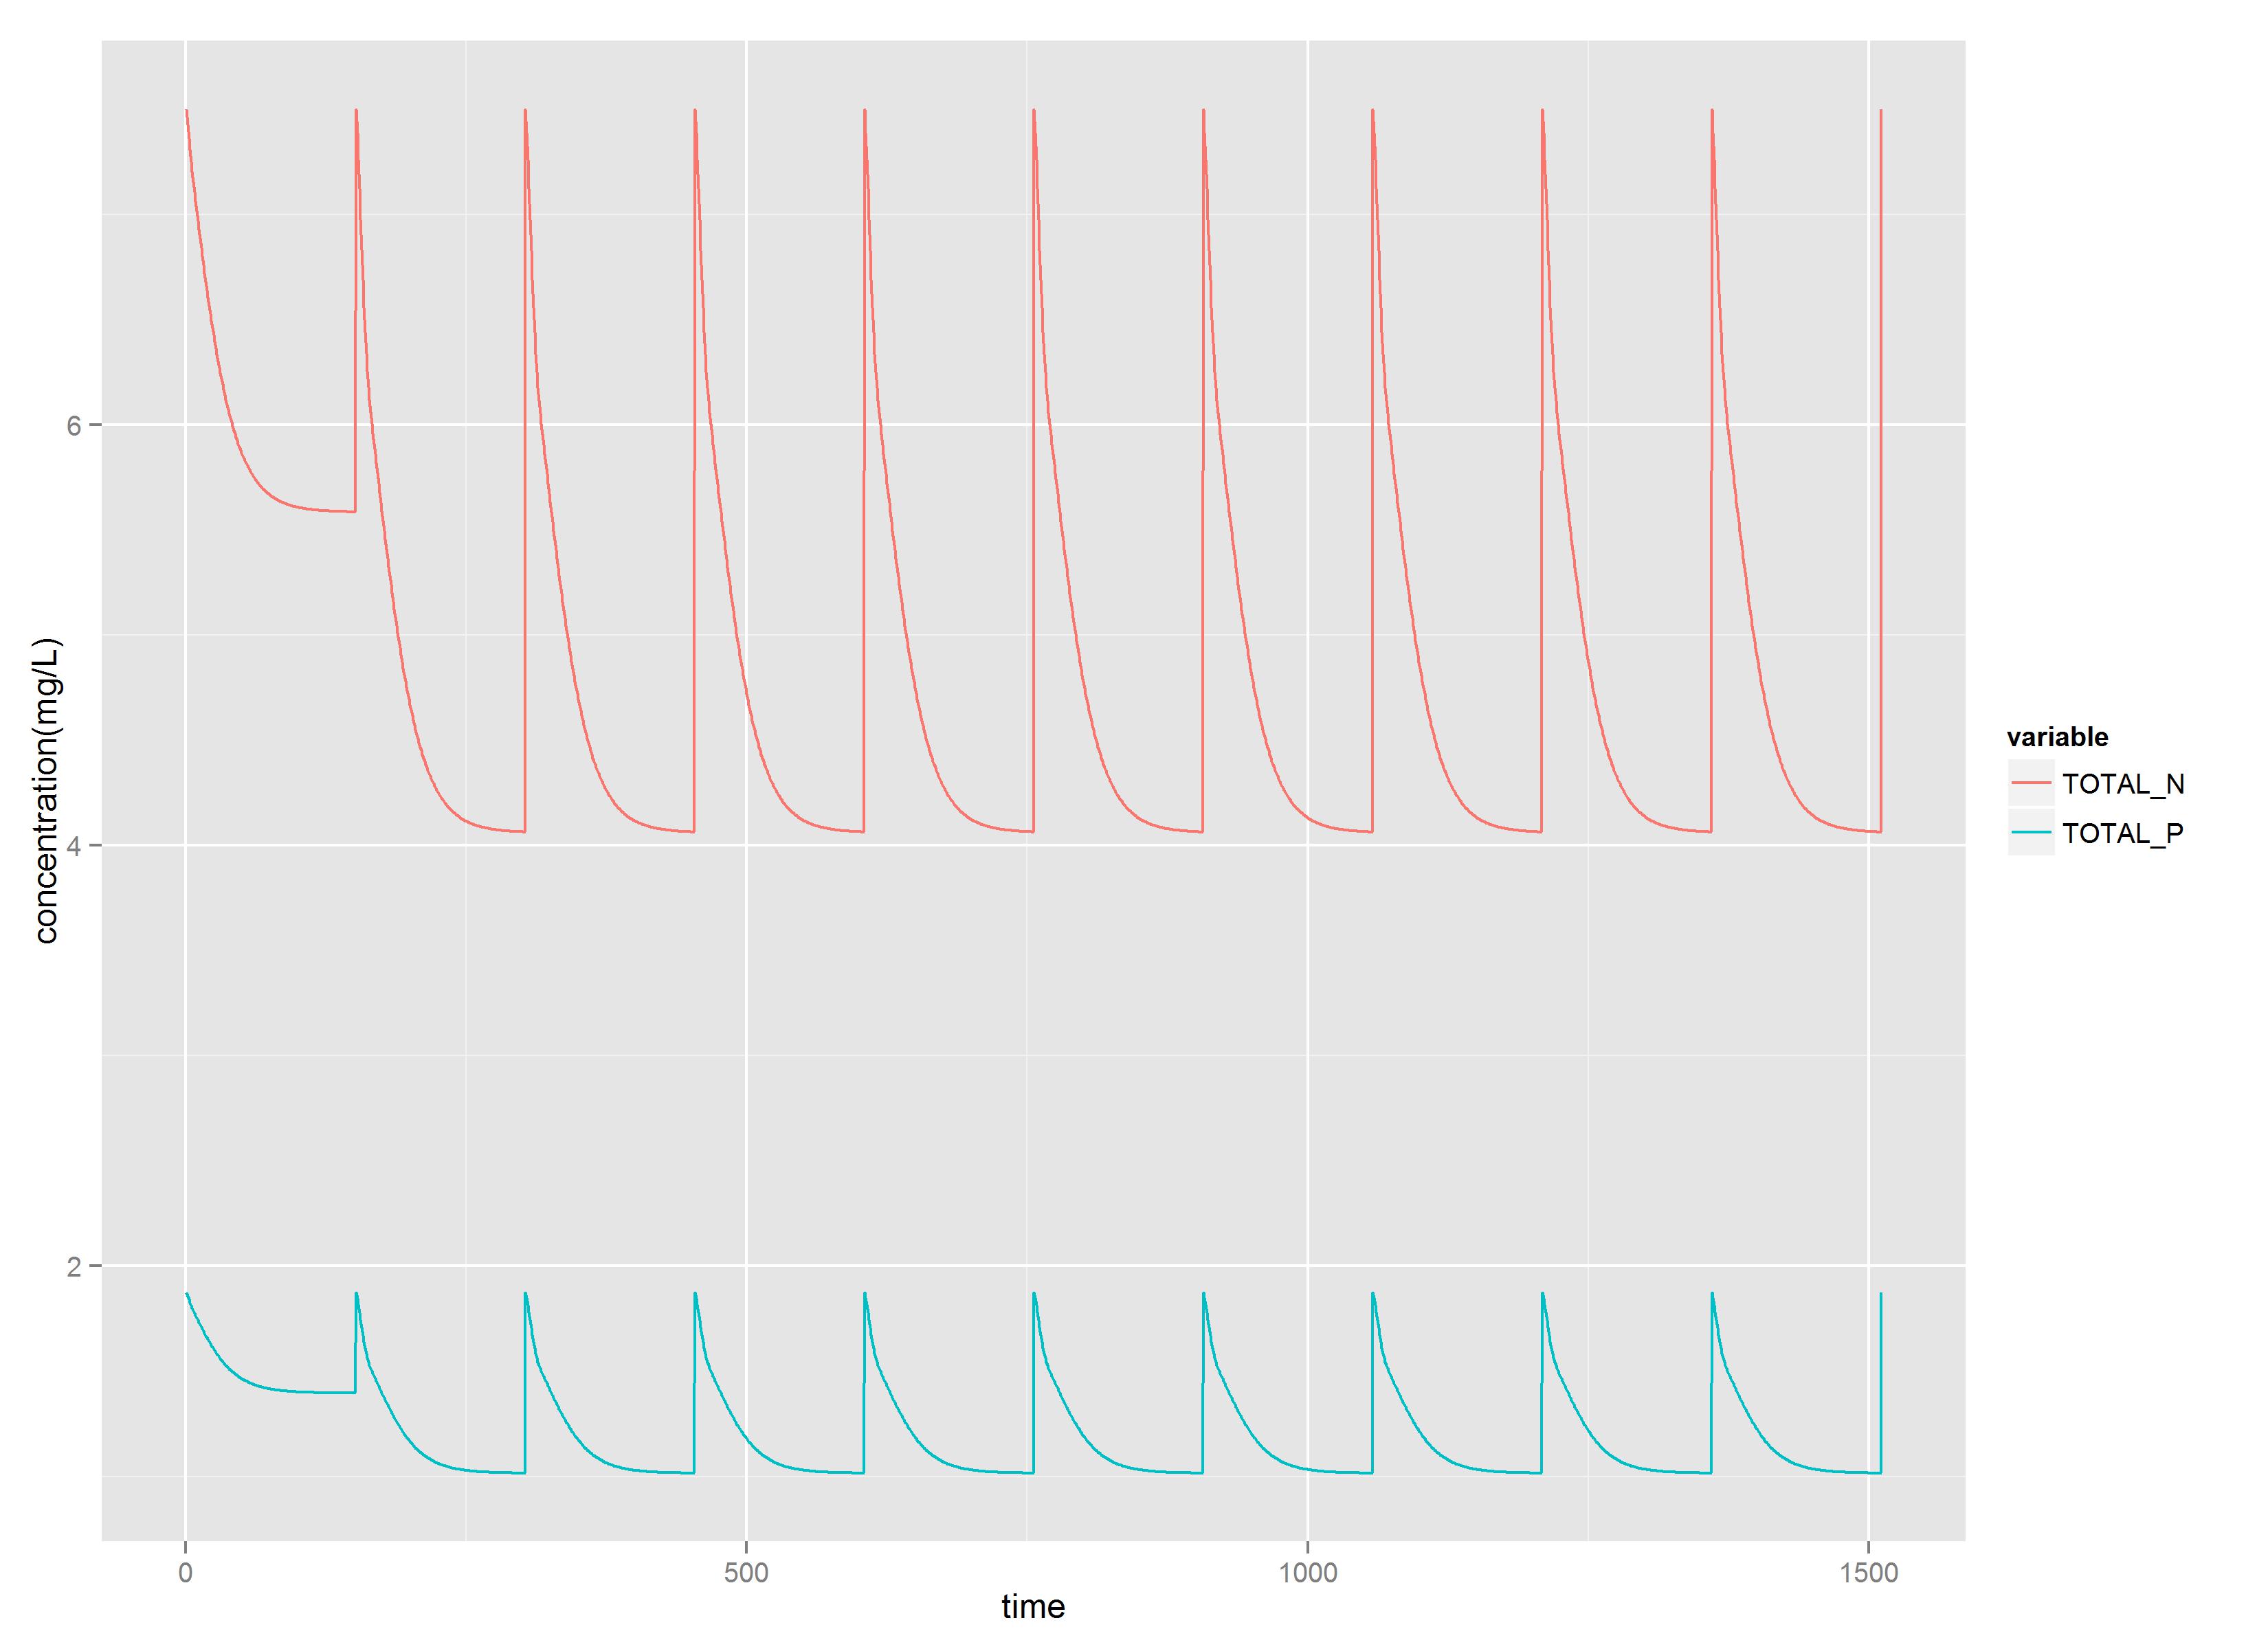 concentration(mg/L)
6
4
2
0 500 1000 1500
time
variable
TOTAL_N
TOTAL_P